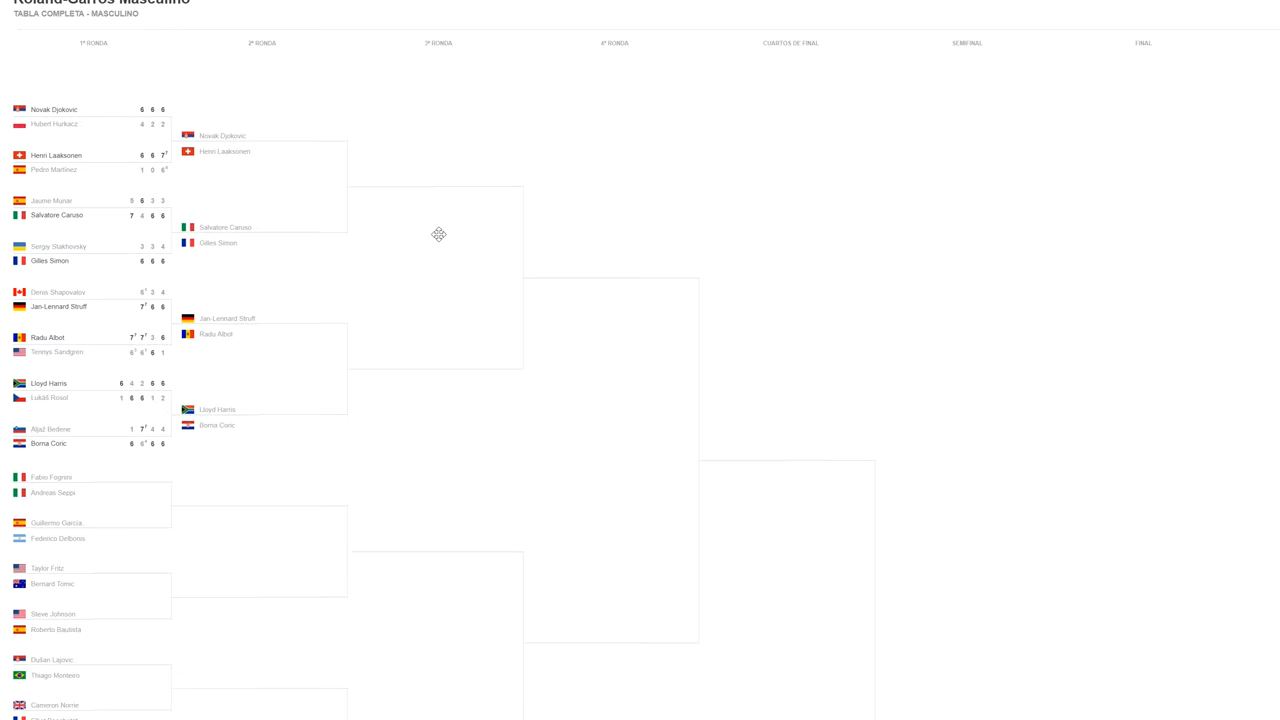 Roland-Garros Masculino
TABLA COMPLETA - MASCULINO
1ª RONDA 2ª RONDA 3ª RONDA 4ª RONDA CUARTOS DE FINAL SEMIFINAL FINAL
Novak Djokovic 6 6 6
Hubert Hurkacz 4 2 2
Novak Djokovic
Henri Laaksonen
Henri Laaksonen 6 6 7⁷
Pedro Martínez 1 0 6
Jaume Munar 5 6 3 3
Salvatore Caruso 7 4 6 6
Salvatore Caruso
Gilles Simon
Sergiy Stakhovsky 3 3 4
Gilles Simon 6 6 6
Denis Shapovalov 6 3 4
Jan-Lennard Struff 7⁷ 6 6
Jan-Lennard Struff
Radu Albot
Radu Albot 7⁷ 7⁷ 3 6
Tennys Sandgren 6 6 6 1
Lloyd Harris 6 4 2 6 6
Lukáš Rosol 1 6 6 1 2
Lloyd Harris
Borna Coric
Aljaž Bedene 1 7⁷ 4 4
Borna Coric 6 6 6 6
Fabio Fognini
Andreas Seppi
Guillermo García
Federico Delbonis
Taylor Fritz
Bernard Tomic
Steve Johnson
Roberto Bautista
Dušan Lajovic
Thiago Monteiro
Cameron Norrie